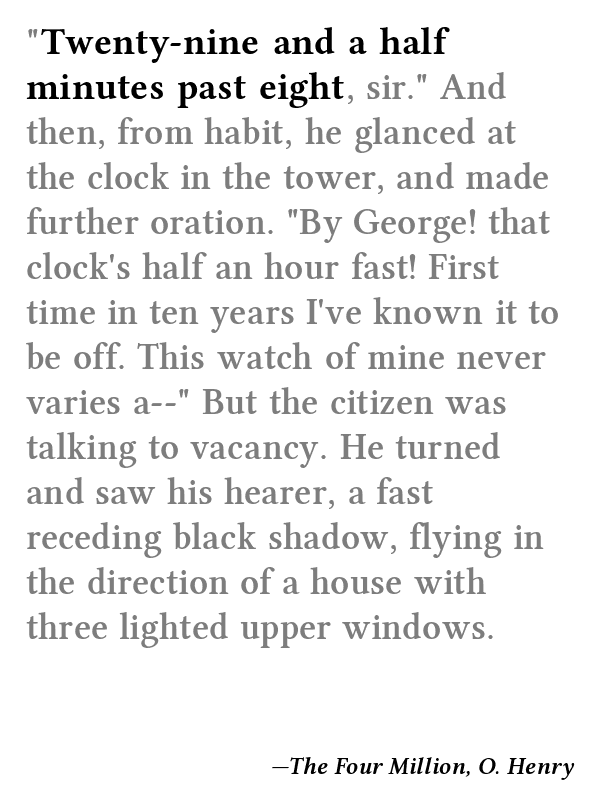 "Twenty-nine and a half
minutes past eight, sir." And
then, from habit, he glanced at
the clock in the tower, and made
further oration. "By George! that
clock's half an hour fast! First
time in ten years I've known it to
be off. This watch of mine never
varies a--" But the citizen was
talking to vacancy. He turned
and saw his hearer, a fast
receding black shadow, flying in
the direction of a house with
three lighted upper windows.
—The Four Million, O. Henry